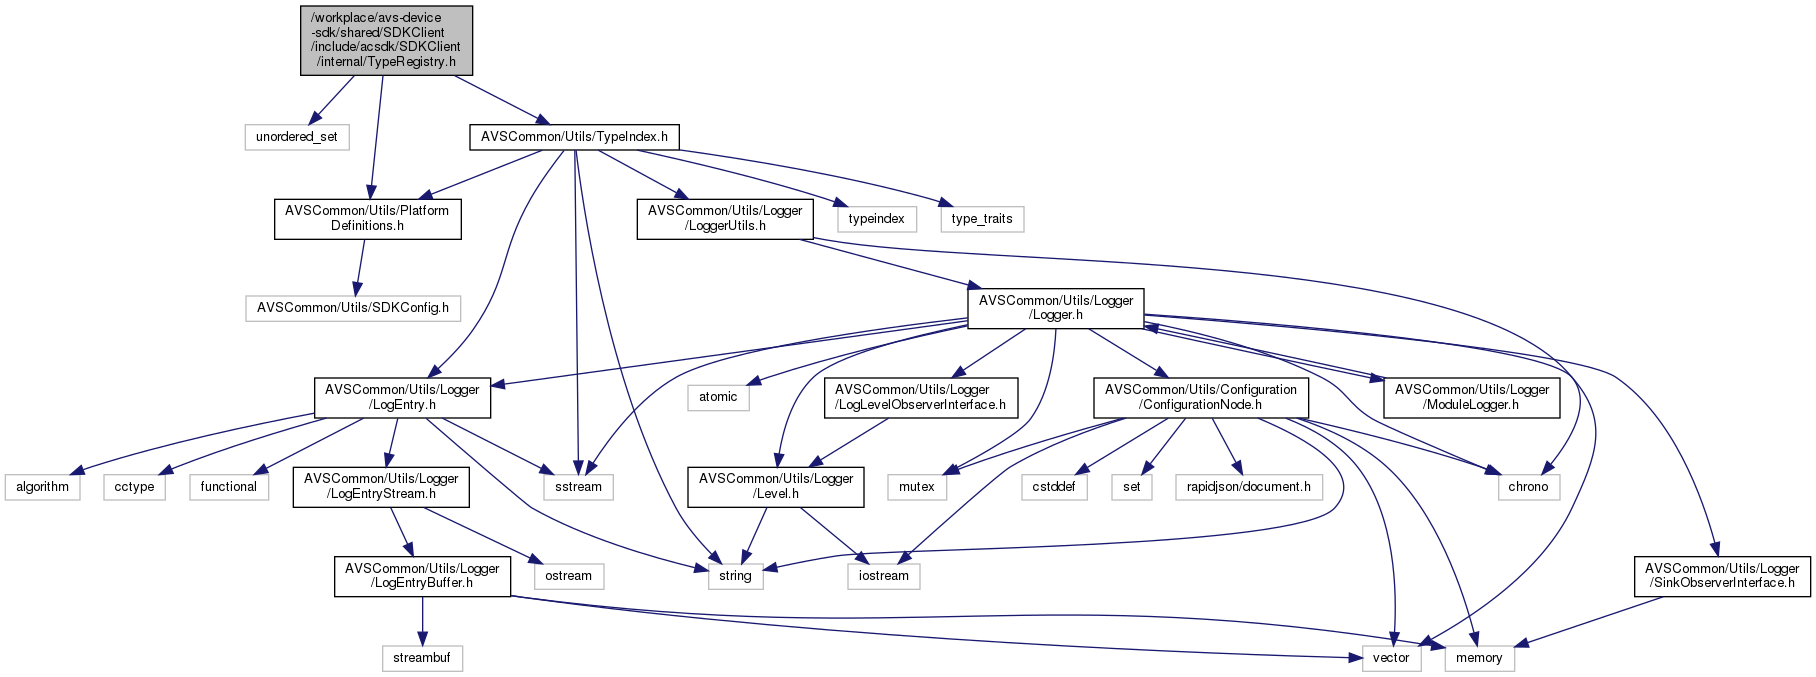 /workplace/avs-device
-sdk/shared/SDKClient
/include/acsdk/SDKClient
/internal/TypeRegistry.h
unordered_set
AVSCommon/Utils/TypeIndex.h
AVSCommon/Utils/Platform
Definitions.h
AVSCommon/Utils/Logger
/LoggerUtils.h
typeindex
type_traits
AVSCommon/Utils/SDKConfig.h
AVSCommon/Utils/Logger
/Logger.h
AVSCommon/Utils/Logger
/LogEntry.h
atomic
AVSCommon/Utils/Logger
/LogLevelObserverInterface.h
AVSCommon/Utils/Configuration
/ConfigurationNode.h
AVSCommon/Utils/Logger
/ModuleLogger.h
algorithm
cctype
functional
AVSCommon/Utils/Logger
/LogEntryStream.h
sstream
AVSCommon/Utils/Logger
/Level.h
mutex
cstddef
set
rapidjson/document.h
chrono
AVSCommon/Utils/Logger
/LogEntryBuffer.h
ostream
string
iostream
AVSCommon/Utils/Logger
/SinkObserverInterface.h
streambuf
vector
memory